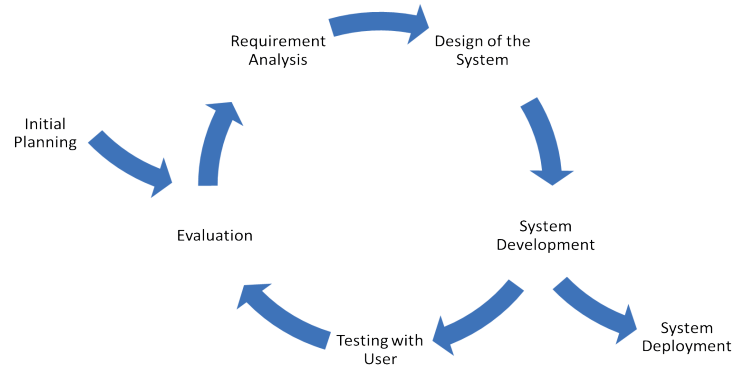 Requirement
Analysis
Design of the
System
Initial
Planning
Evaluation
System
Development
Testing with
User
System
Deployment